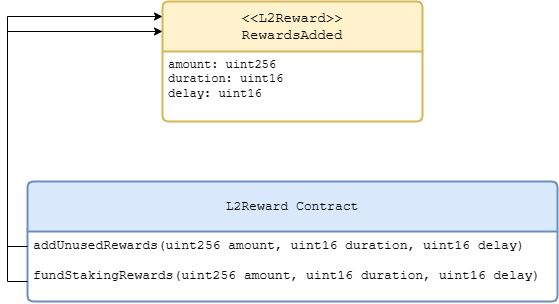 <<L2Reward>>
RewardsAdded
amount: uint256
duration: uint16
delay: uint16
L2Reward Contract
addUnusedRewards(uint256 amount, uint16 duration, uint16 delay)
fundStakingRewards(uint256 amount, uint16 duration, uint16 delay)